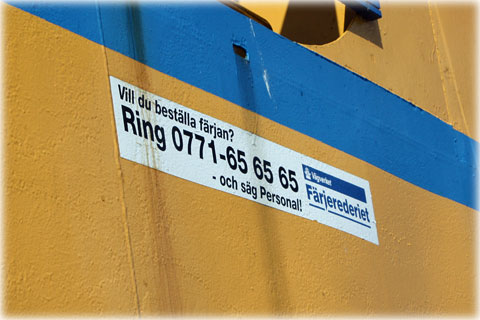 Vill du beställa färjan?
Ring 0771-65 65 65
- och säg Personal!
Vägverket
Färjerederiet